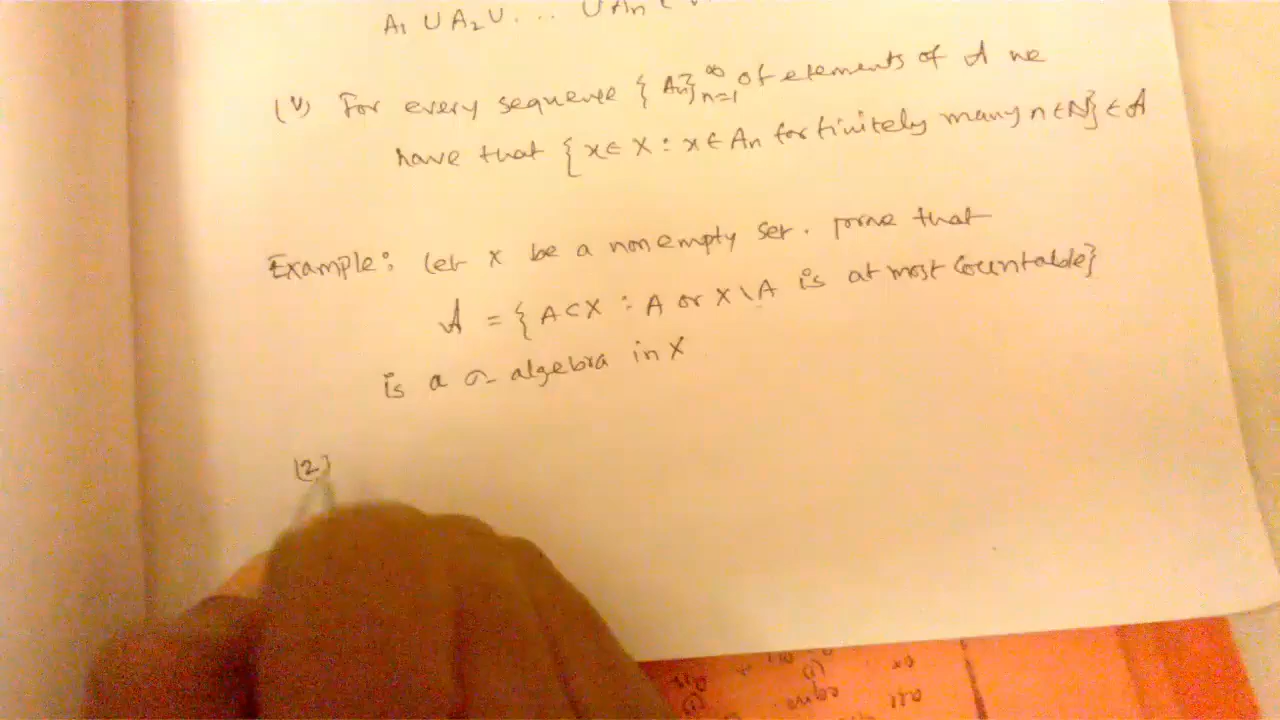 A₁ ∪ A₂ ∪ . . . ∪ An
(V) For every sequence { An}ₙ₌₁^∞ of elements of A we
have that { x ∈ X : x ∈ An for finitely many n ∈ N} ∈ A
Example: let X be a nonempty set. prove that
A = { A ⊂ X : A or X \ A is at most Countable}
is a σ- algebra in X
(2)